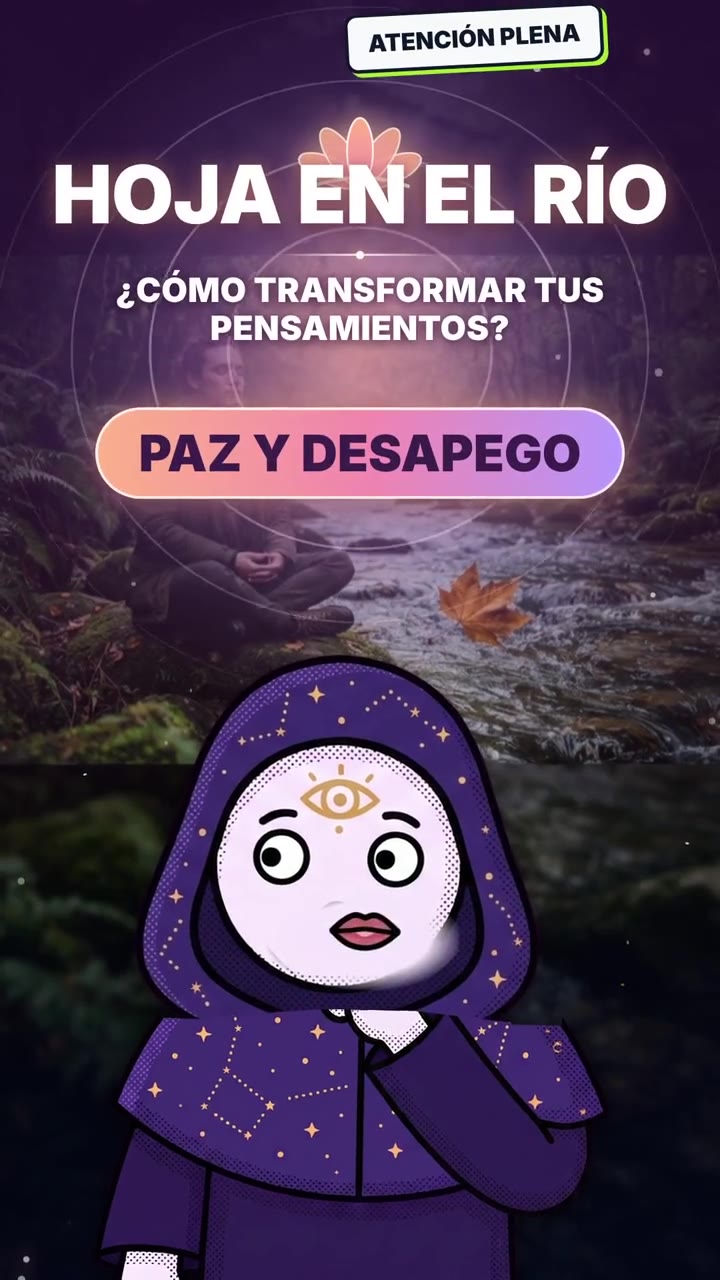 ATENCIÓN PLENA
HOJA EN EL RÍO
¿CÓMO TRANSFORMAR TUS
PENSAMIENTOS?
PAZ Y DESAPEGO